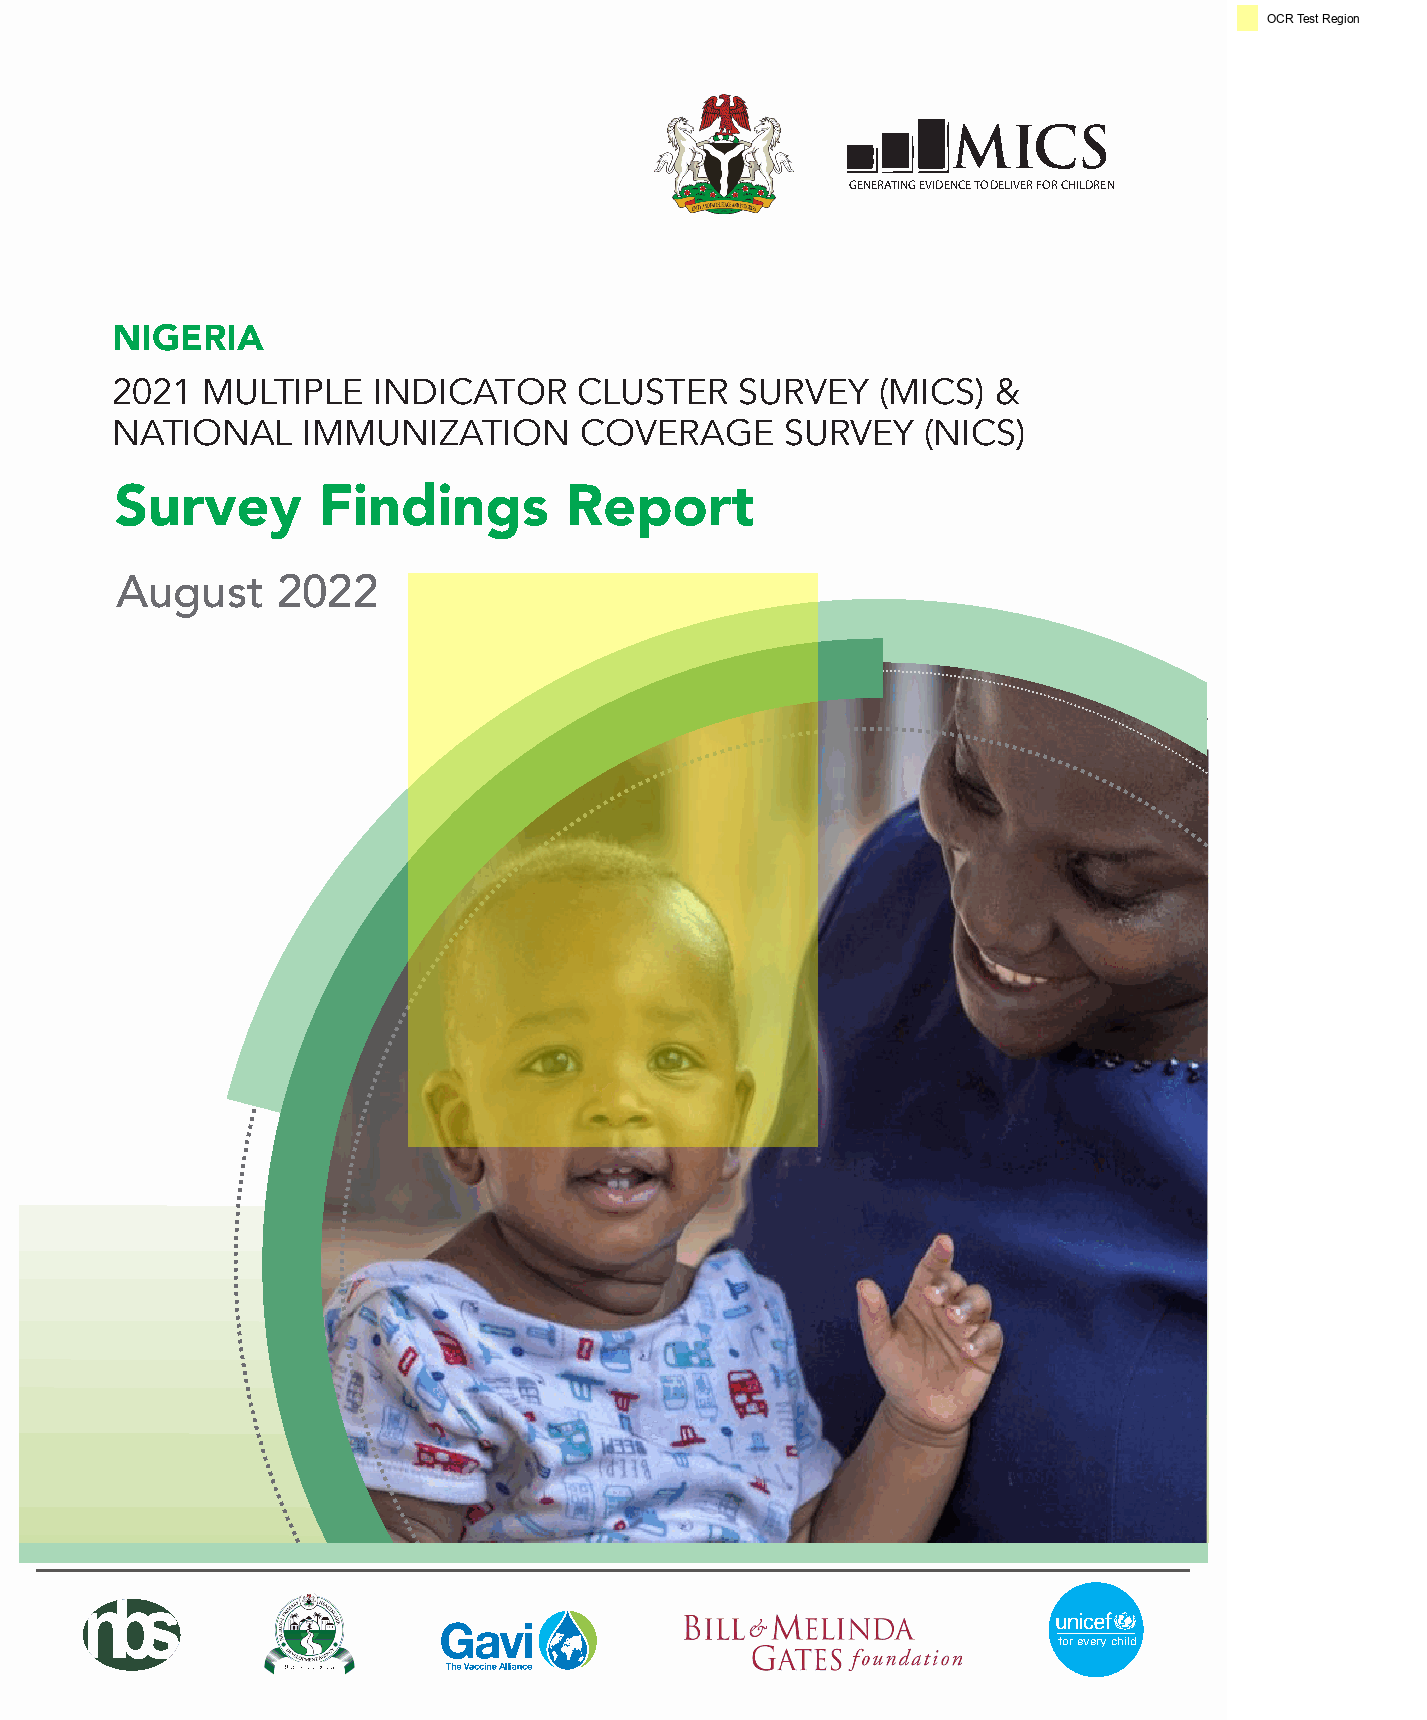 OCR Test Region
MICS
GENERATING EVIDENCE TO DELIVER FOR CHILDREN
NIGERIA
2021 MULTIPLE INDICATOR CLUSTER SURVEY (MICS) &
NATIONAL IMMUNIZATION COVERAGE SURVEY (NICS)
Survey Findings Report
August 2022
nbs
Gavi
The Vaccine Alliance
BILL & MELINDA
GATES foundation
unicef
for every child